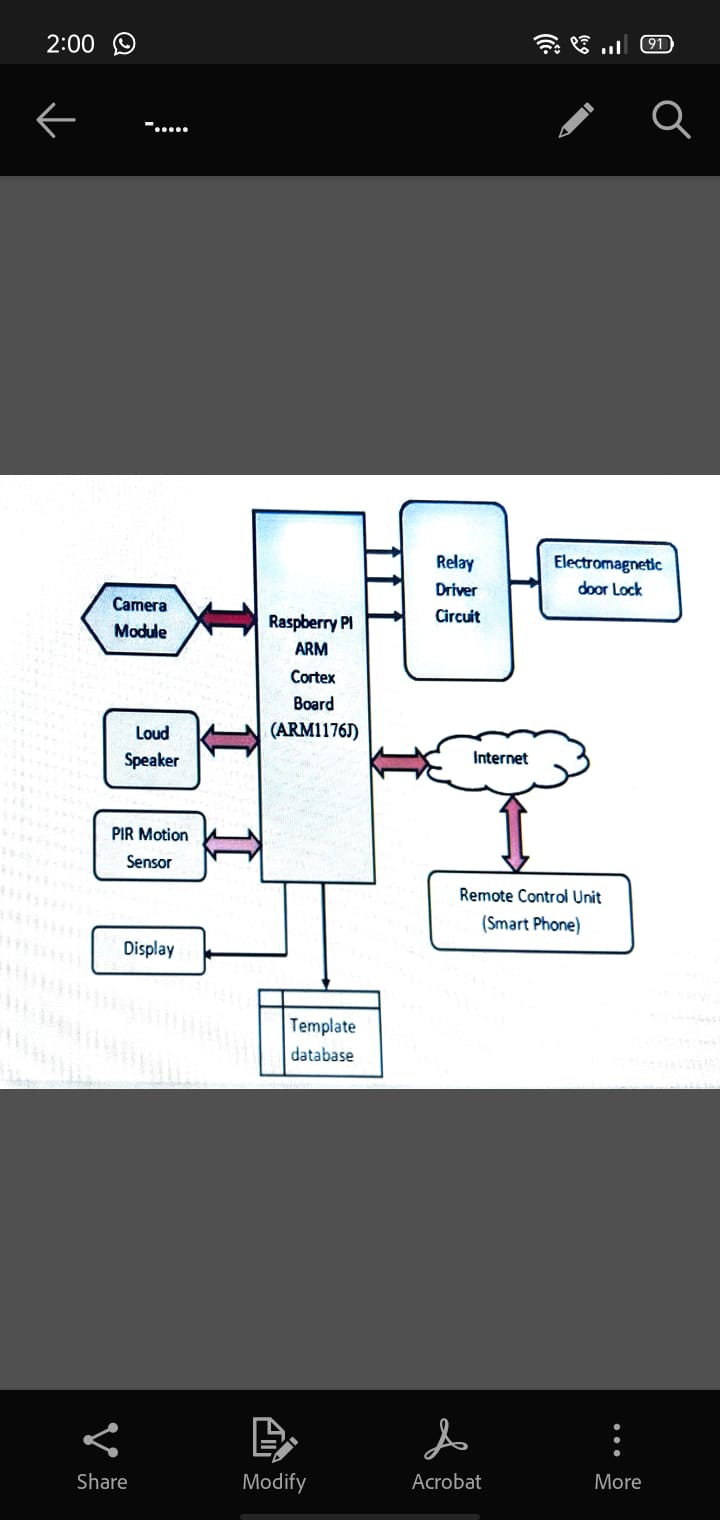 2:00
91
-.....
Relay
Driver
Circuit
Electromagnetic
door Lock
Camera
Module
Raspberry PI
ARM
Cortex
Board
(ARM1176J)
Loud
Speaker
Internet
PIR Motion
Sensor
Remote Control Unit
(Smart Phone)
Display
Template
database
Share
Modify
Acrobat
More